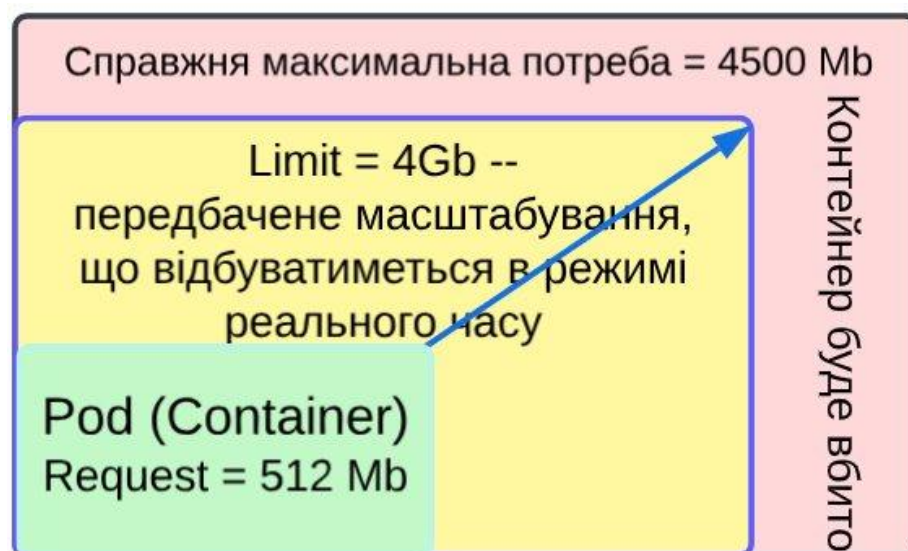 Справжня максимальна потреба = 4500 Mb
Limit = 4Gb --
передбачене масштабування,
що відбуватиметься в режимі
реального часу
Pod (Container)
Request = 512 Mb
Контейнер буде вбито